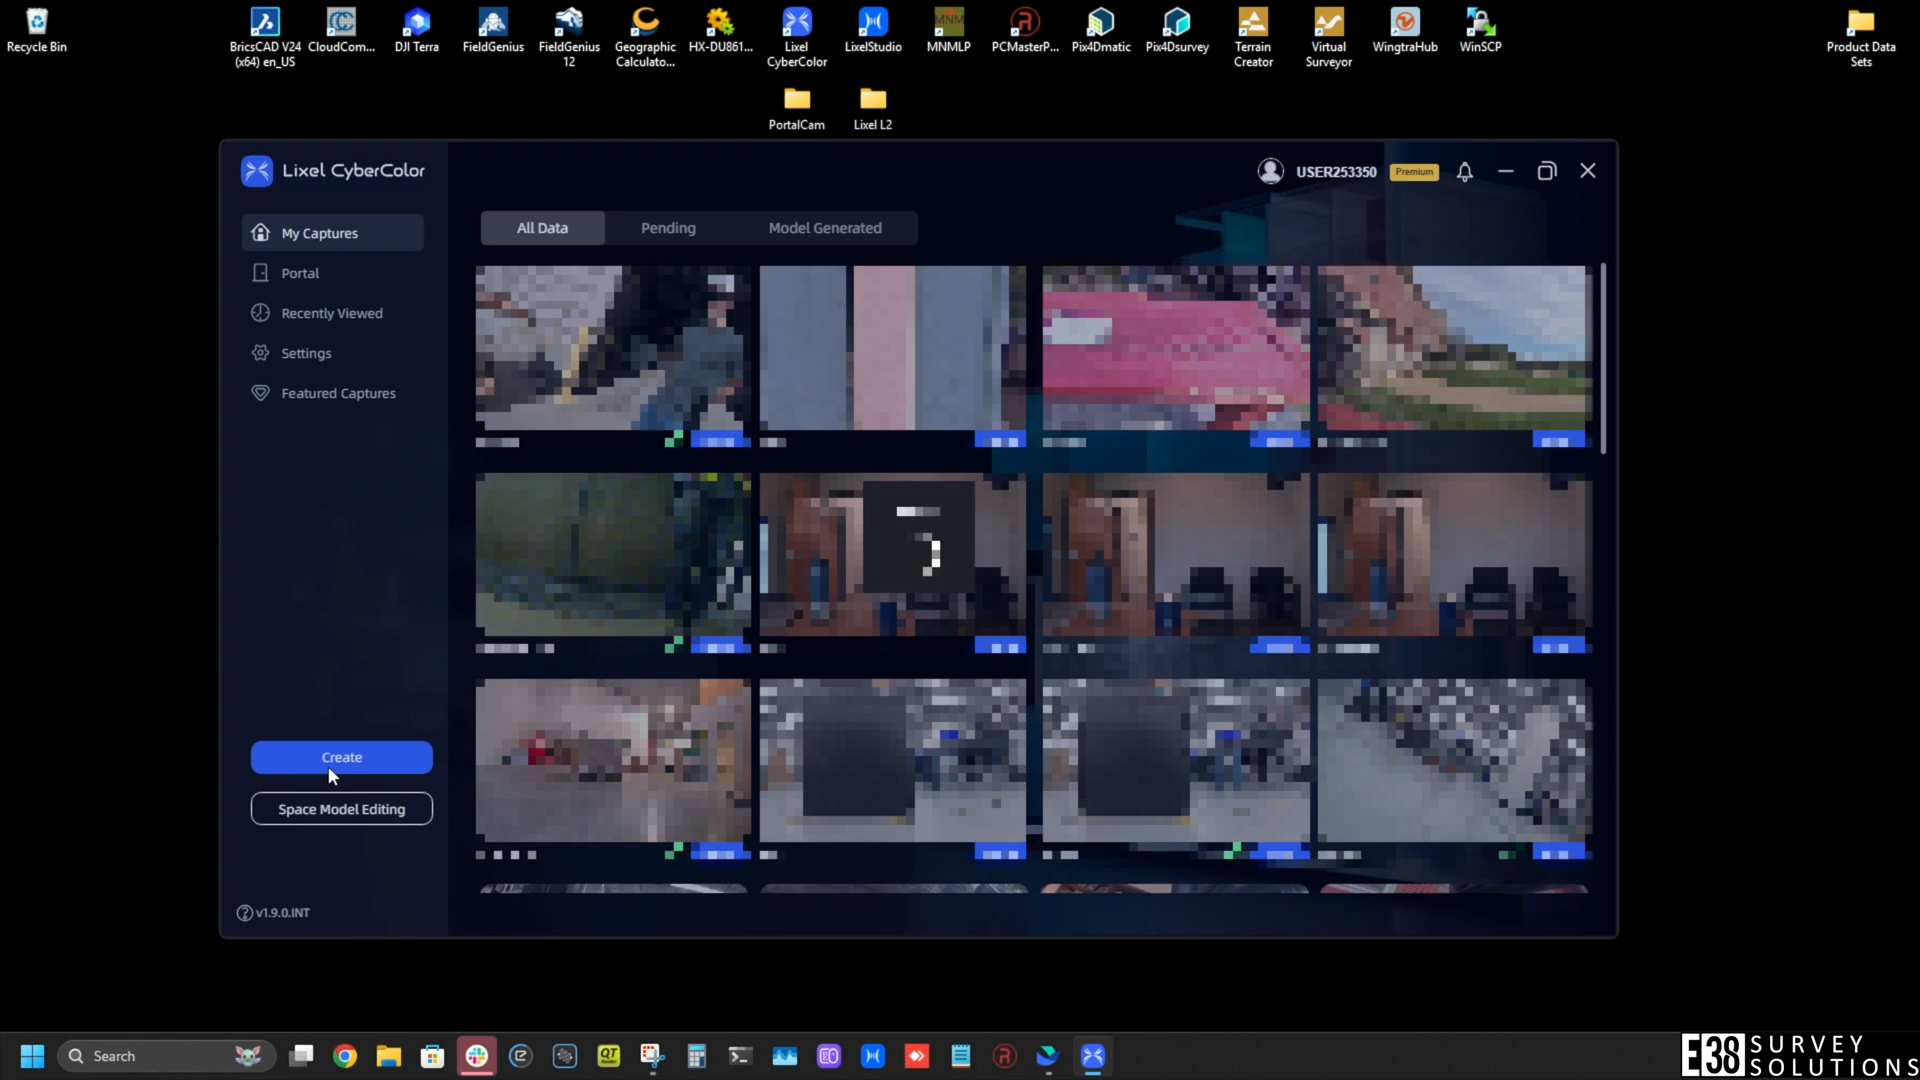 Recycle Bin
BricsCAD V24
(x64) en_US
CloudCom...
DJI Terra
FieldGenius
FieldGenius
12
Geographic
Calculato...
HX-DU861...
Lixel
CyberColor
LixelStudio
MNM
MNMLP
PCMasterP...
Pix4Dmatic
Pix4Dsurvey
Terrain
Creator
Virtual
Surveyor
WingtraHub
WinSCP
Product Data
Sets
PortalCam
Lixel L2
Lixel CyberColor
USER253350
Premium
My Captures
Portal
Recently Viewed
Settings
Featured Captures
All Data
Pending
Model Generated
Create
Space Model Editing
v1.9.0.INT
Search
QT
E38 SURVEY
SOLUTIONS